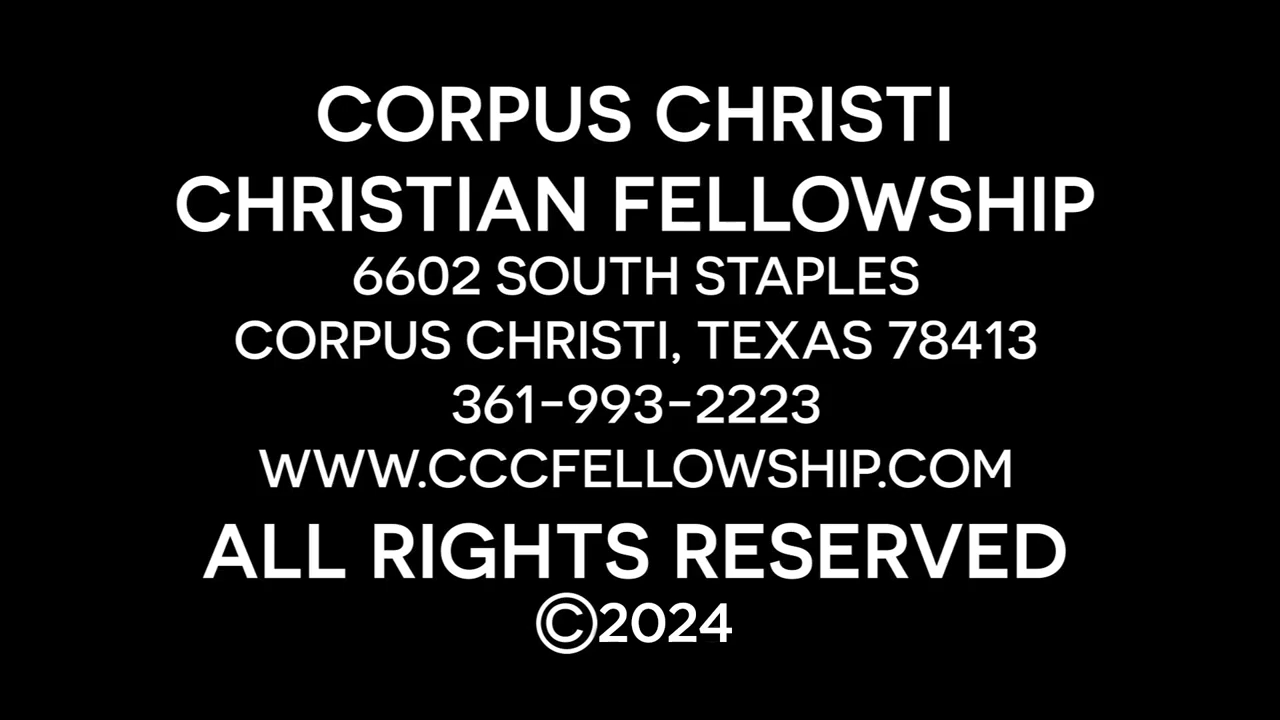 CORPUS CHRISTI
CHRISTIAN FELLOWSHIP
6602 SOUTH STAPLES
CORPUS CHRISTI, TEXAS 78413
361-993-2223
WWW.CCCFELLOWSHIP.COM
ALL RIGHTS RESERVED
©2024